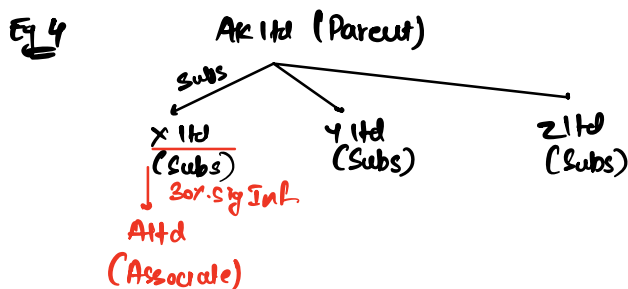 Eg 4
AK ltd (Parent)
Subs
X ltd
(Subs)
Y ltd
(Subs)
Z ltd
(Subs)
30%. Sig Inf.
A ltd
(Associate)